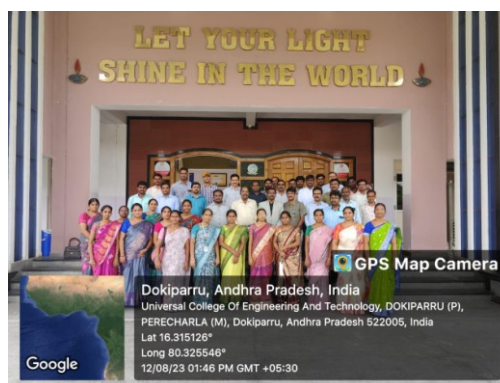 LET YOUR LIGHT
SHINE IN THE WORLD
GPS Map Camera
Dokiparru, Andhra Pradesh, India
Universal College Of Engineering And Technology, DOKIPARRU (P),
PERECHARLA (M), Dokiparru, Andhra Pradesh 522005, India
Lat 16.315126°
Long 80.325546°
12/08/23 01:46 PM GMT +05:30
Google